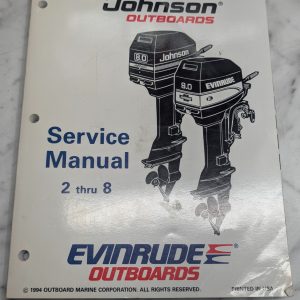 Johnson®
OUTBOARDS
8.0
Johnson
9.0
EVINRUDE
Service
Manual
2 thru 8
EVINRUDE®
OUTBOARDS
© 1994 OUTBOARD MARINE CORPORATION. ALL RIGHTS RESERVED.
PRINTED IN USA